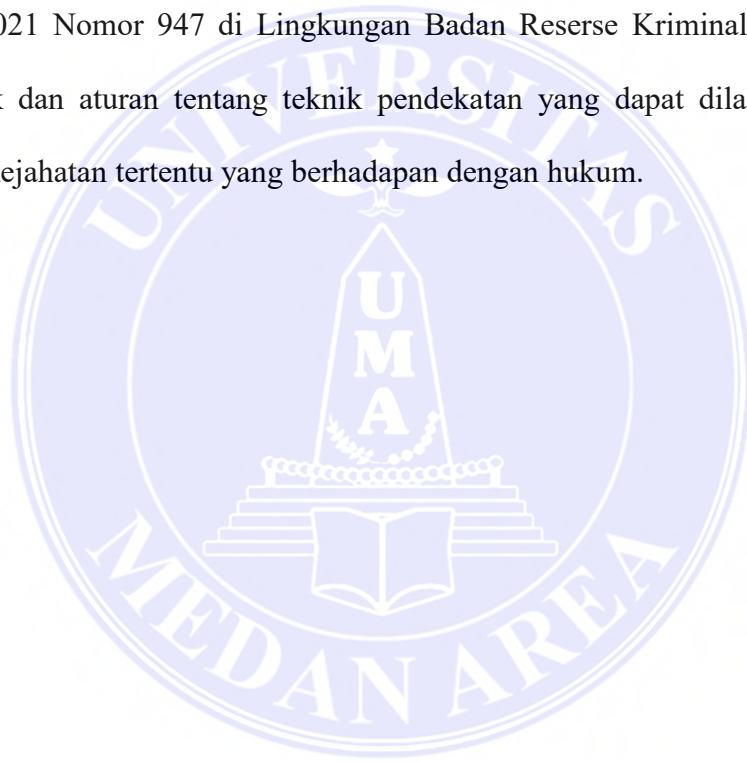 021 Nomor 947 di Lingkungan Badan Reserse Kriminal
dan aturan tentang teknik pendekatan yang dapat dila
ejahatan tertentu yang berhadapan dengan hukum.
UNIVERSITAS
UMA
MEDAN AREA